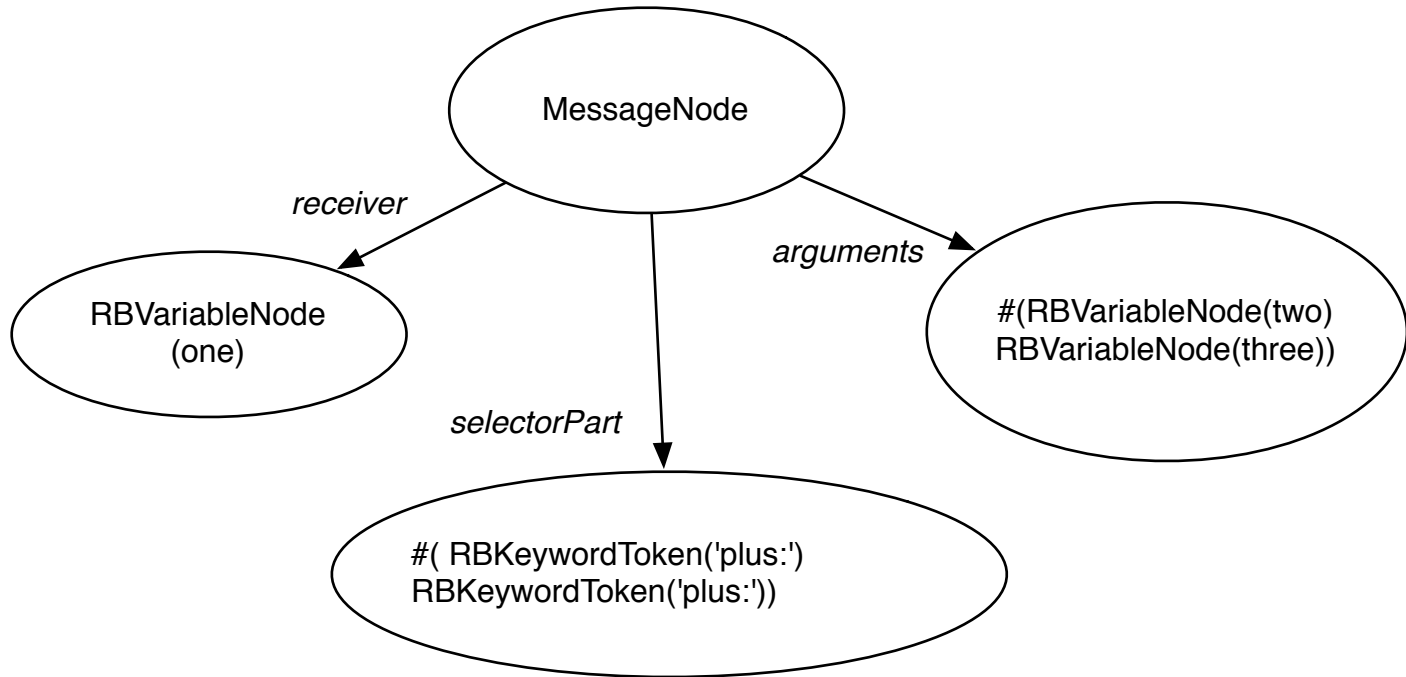 MessageNode
receiver
arguments
RBVariableNode
(one)
#(RBVariableNode(two)
RBVariableNode(three))
selectorPart
#( RBKeywordToken('plus:')
RBKeywordToken('plus:'))